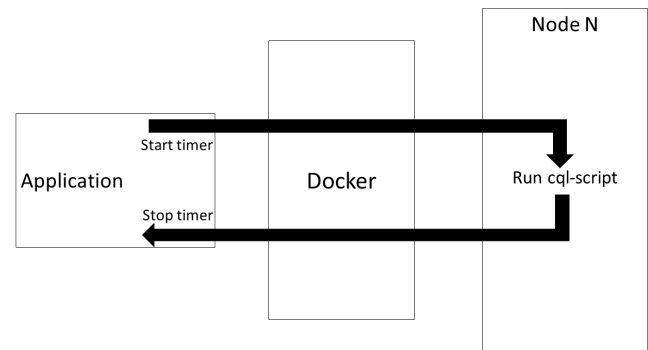 Node N
Start timer
Application
Docker
Run cql-script
Stop timer